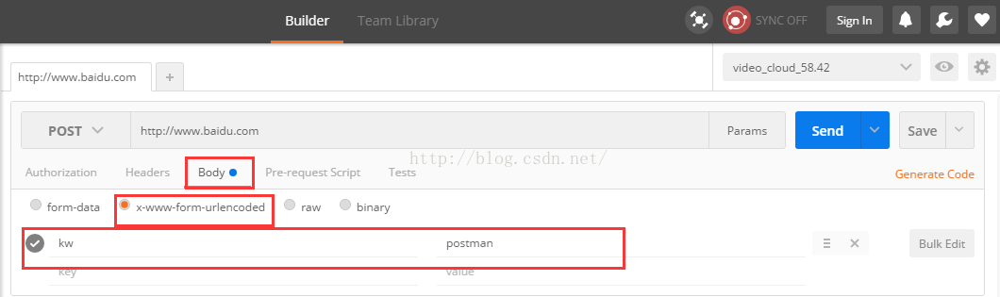 Builder Team Library SYNC OFF Sign In
http://www.baidu.com + video_cloud_58.42
POST http://www.baidu.com Params Send Save
http://blog.csdn.net/
Authorization Headers Body Pre-request Script Tests Generate Code
form-data x-www-form-urlencoded raw binary
kw postman Bulk Edit
key value